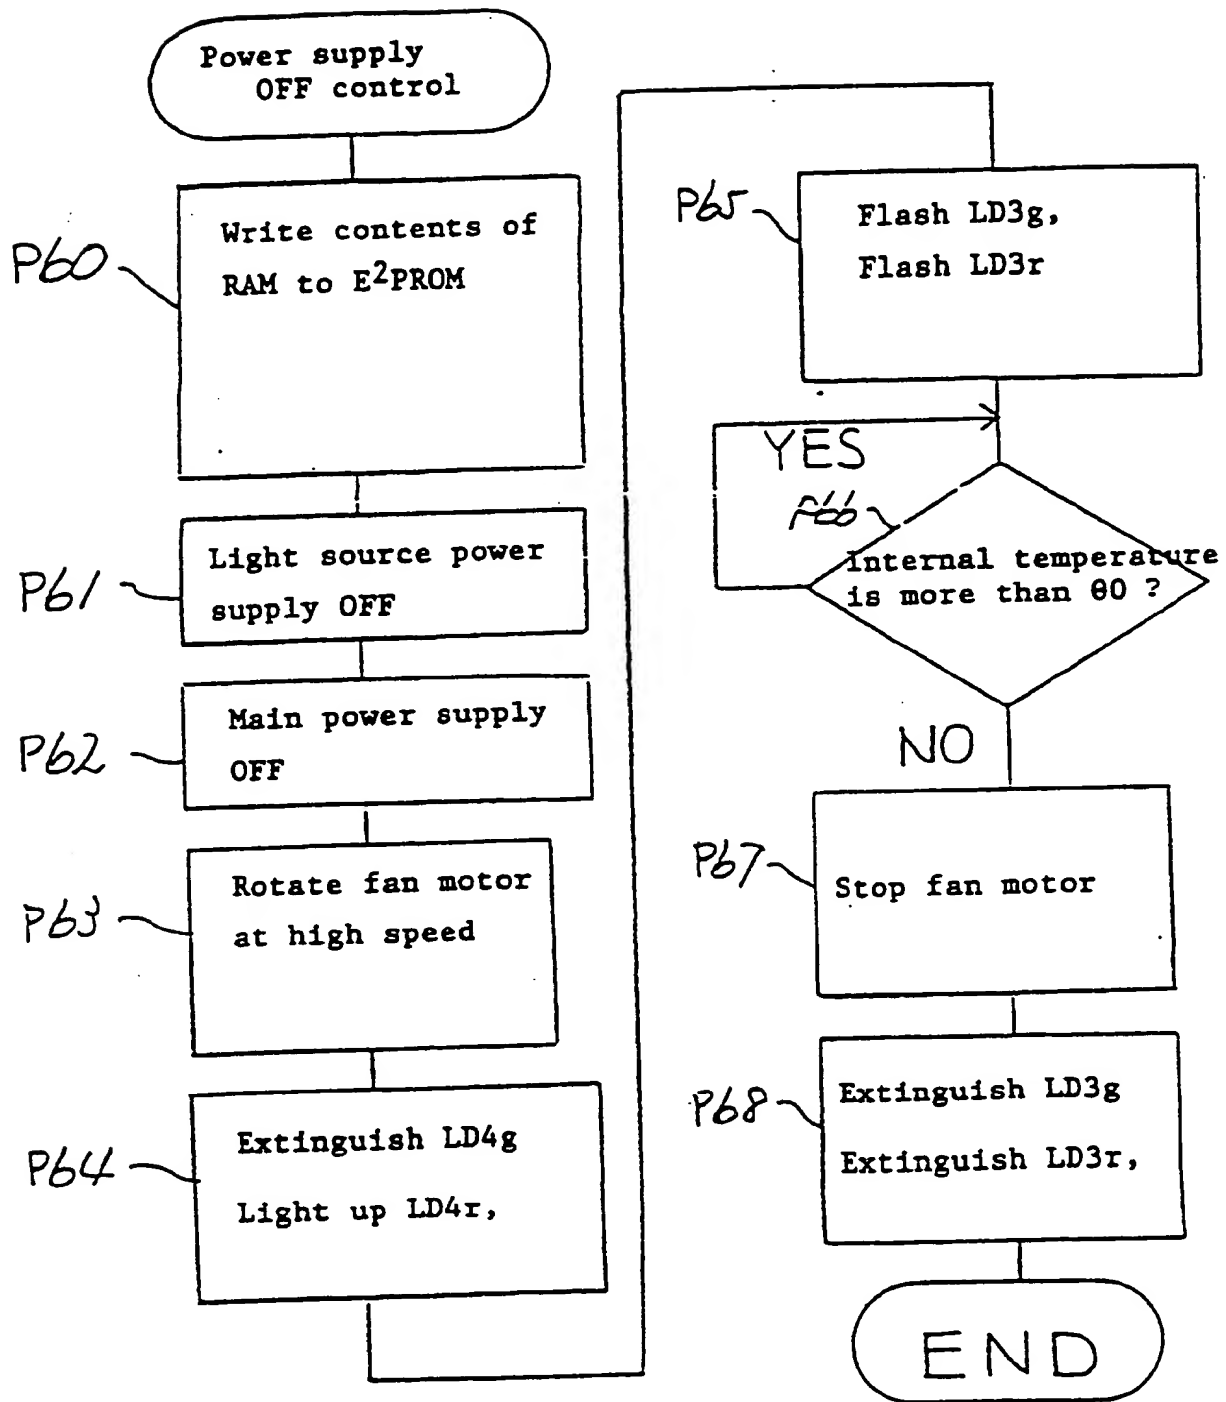 Power supply
OFF control
P60
Write contents of
RAM to E²PROM
P61
Light source power
supply OFF
P62
Main power supply
OFF
P63
Rotate fan motor
at high speed
P64
Extinguish LD4g
Light up LD4r,
P65
Flash LD3g,
Flash LD3r
YES
P66
Internal temperature
is more than θ0 ?
NO
P67
Stop fan motor
P68
Extinguish LD3g
Extinguish LD3r,
END